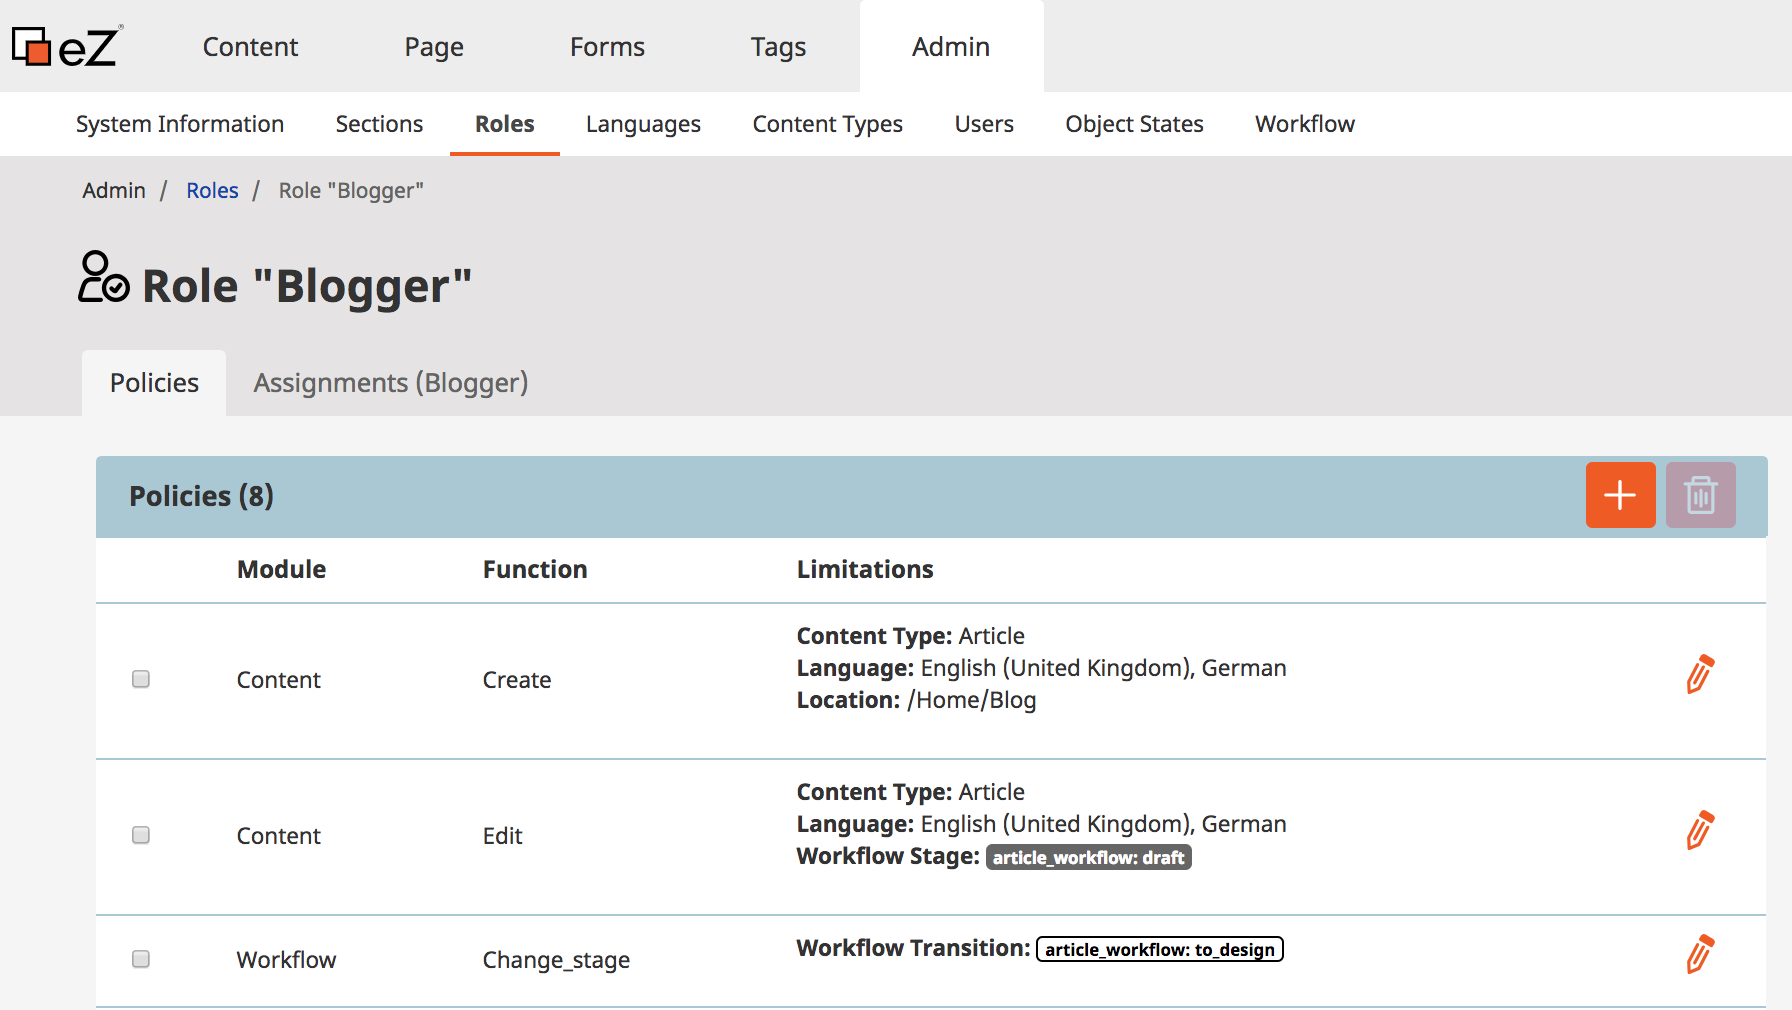 eZ®
Content Page Forms Tags Admin
System Information Sections Roles Languages Content Types Users Object States Workflow
Admin / Roles / Role "Blogger"
Role "Blogger"
Policies Assignments (Blogger)
Policies (8)
Module Function Limitations
Content Type: Article
Language: English (United Kingdom), German
Content Create
Location: /Home/Blog
Content Type: Article
Language: English (United Kingdom), German
Content Edit
Workflow Stage: article_workflow: draft
Workflow Change_stage Workflow Transition: article_workflow: to_design